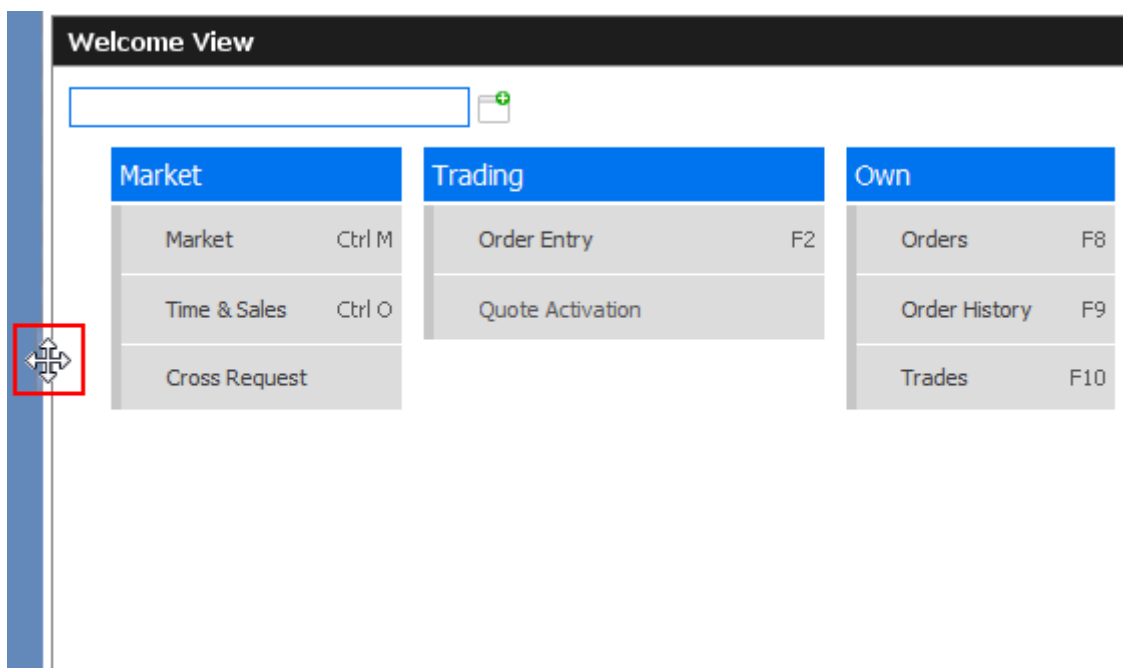 Welcome View
Market Trading Own
Market Ctrl M Order Entry F2 Orders F8
Time & Sales Ctrl O Quote Activation Order History F9
Cross Request Trades F10